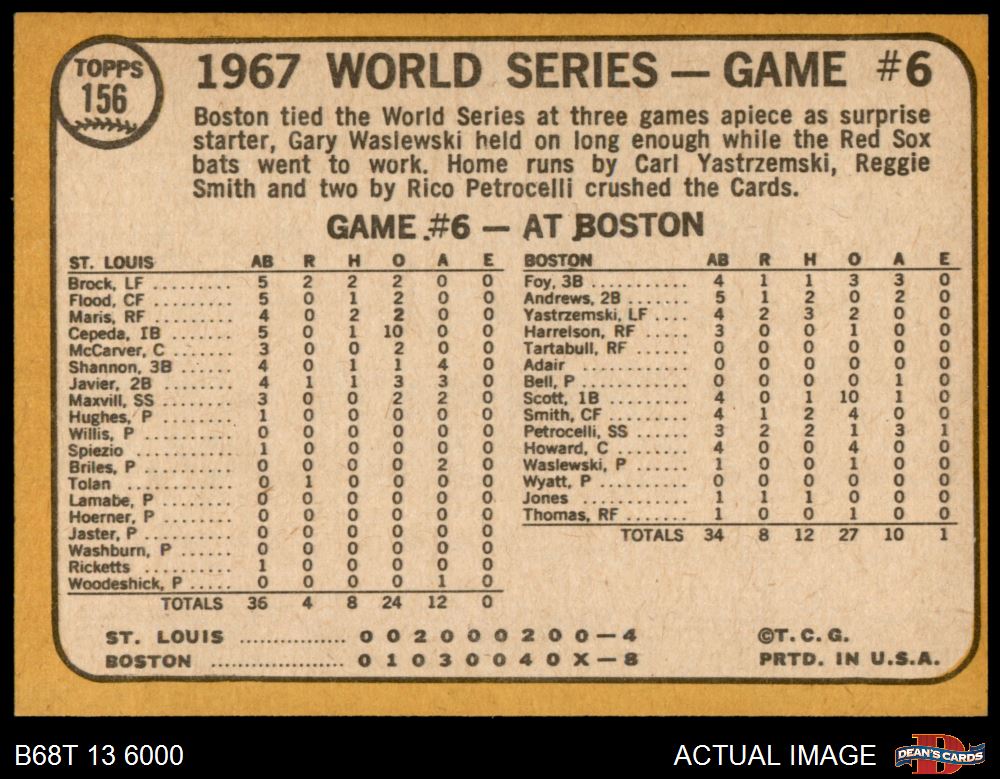 TOPPS
156
1967 WORLD SERIES — GAME #6
Boston tied the World Series at three games apiece as surprise
starter, Gary Waslewski held on long enough while the Red Sox
bats went to work. Home runs by Carl Yastrzemski, Reggie
Smith and two by Rico Petrocelli crushed the Cards.
GAME #6 — AT BOSTON
ST. LOUIS AB R H O A E
Brock, LF ......... 5 2 2 2 0 0
Flood, CF ......... 5 0 1 2 0 0
Maris, RF ......... 4 0 2 2 0 0
Cepeda, 1B ....... 5 0 1 10 0 0
McCarver, C ...... 3 0 0 2 0 0
Shannon, 3B ...... 4 0 1 1 4 0
Javier, 2B ........ 4 1 1 3 3 0
Maxvill, SS ........ 3 0 0 2 2 0
Hughes, P ......... 1 0 0 0 0 0
Willis, P .......... 0 0 0 0 0 0
Spiezio ........... 1 0 0 0 0 0
Briles, P .......... 0 0 0 0 2 0
Tolan ............ 0 1 0 0 0 0
Lamabe, P ........ 0 0 0 0 0 0
Hoerner, P ........ 0 0 0 0 0 0
Jaster, P .......... 0 0 0 0 0 0
Washburn, P ..... 0 0 0 0 0 0
Ricketts .......... 1 0 0 0 0 0
Woodeshick, P ..... 0 0 0 0 1 0
TOTALS 36 4 8 24 12 0
BOSTON AB R H O A E
Foy, 3B ........... 4 1 1 3 3 0
Andrews, 2B ....... 5 1 2 0 2 0
Yastrzemski, LF .... 4 2 3 2 0 0
Harrelson, RF ...... 3 0 0 1 0 0
Tartabull, RF ...... 0 0 0 0 0 0
Adair ............ 0 0 0 0 0 0
Bell, P ............ 0 0 0 0 1 0
Scott, 1B ......... 4 0 1 10 1 0
Smith, CF ......... 4 1 2 4 0 0
Petrocelli, SS ...... 3 2 2 1 3 1
Howard, C ........ 4 0 0 4 0 0
Waslewski, P ...... 1 0 0 1 0 0
Wyatt, P .......... 0 0 0 0 0 0
Jones ............ 1 1 1 0 0 0
Thomas, RF ....... 1 0 0 1 0 0
TOTALS 34 8 12 27 10 1
ST. LOUIS ............... 0 0 2 0 0 0 2 0 0 — 4
BOSTON .................. 0 1 0 3 0 0 4 0 X — 8
©T.C.G.
PRTD. IN U.S.A.
B68T 13 6000
ACTUAL IMAGE
D
DEAN'S CARDS